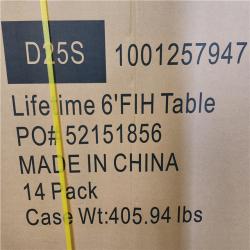 D25S 1001257947
Lifetime 6'FIH Table
PO# 52151856
MADE IN CHINA
14 Pack
Case Wt:405.94 lbs